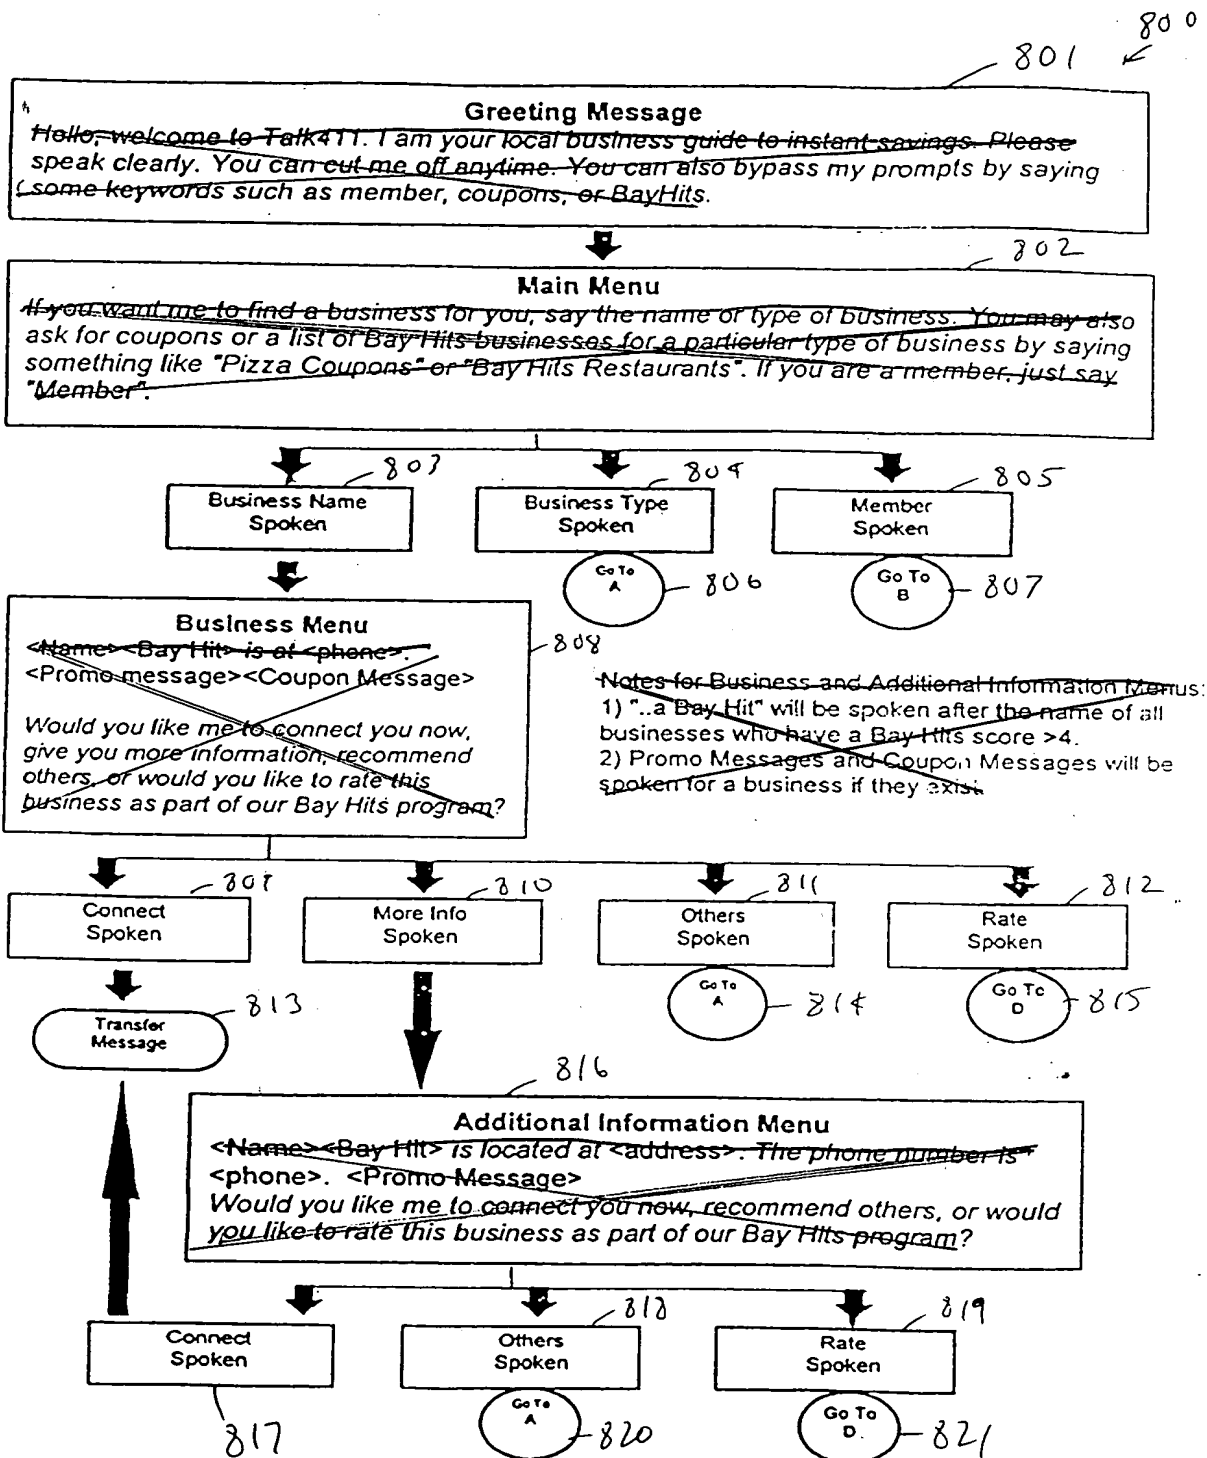 800
801
Greeting Message
Hello, welcome to Talk411. I am your local business guide to instant savings. Please
speak clearly. You can cut me off anytime. You can also bypass my prompts by saying
some keywords such as member, coupons, or BayHits.
802
Main Menu
If you want me to find a business for you, say the name or type of business. You may also
ask for coupons or a list of Bay Hits businesses for a particular type of business by saying
something like "Pizza Coupons" or "Bay Hits Restaurants". If you are a member, just say
"Member".
803
804
805
Business Name
Spoken
Business Type
Spoken
Member
Spoken
Go To
A
806
Go To
B
807
Business Menu
<Name><Bay Hit> is at <phone>.
<Promo message><Coupon Message>
Would you like me to connect you now,
give you more information, recommend
others, or would you like to rate this
business as part of our Bay Hits program?
808
Notes for Business and Additional Information Menus:
1) "..a Bay Hit" will be spoken after the name of all
businesses who have a Bay Hits score >4.
2) Promo Messages and Coupon Messages will be
spoken for a business if they exist.
809
810
811
812
Connect
Spoken
More Info
Spoken
Others
Spoken
Rate
Spoken
Transfer
Message
813
Go To
A
814
Go To
D
815
816
Additional Information Menu
<Name><Bay Hit> is located at <address>. The phone number is
<phone>. <Promo Message>
Would you like me to connect you now, recommend others, or would
you like to rate this business as part of our Bay Hits program?
818
819
Connect
Spoken
Others
Spoken
Rate
Spoken
817
Go To
A
820
Go To
D
821